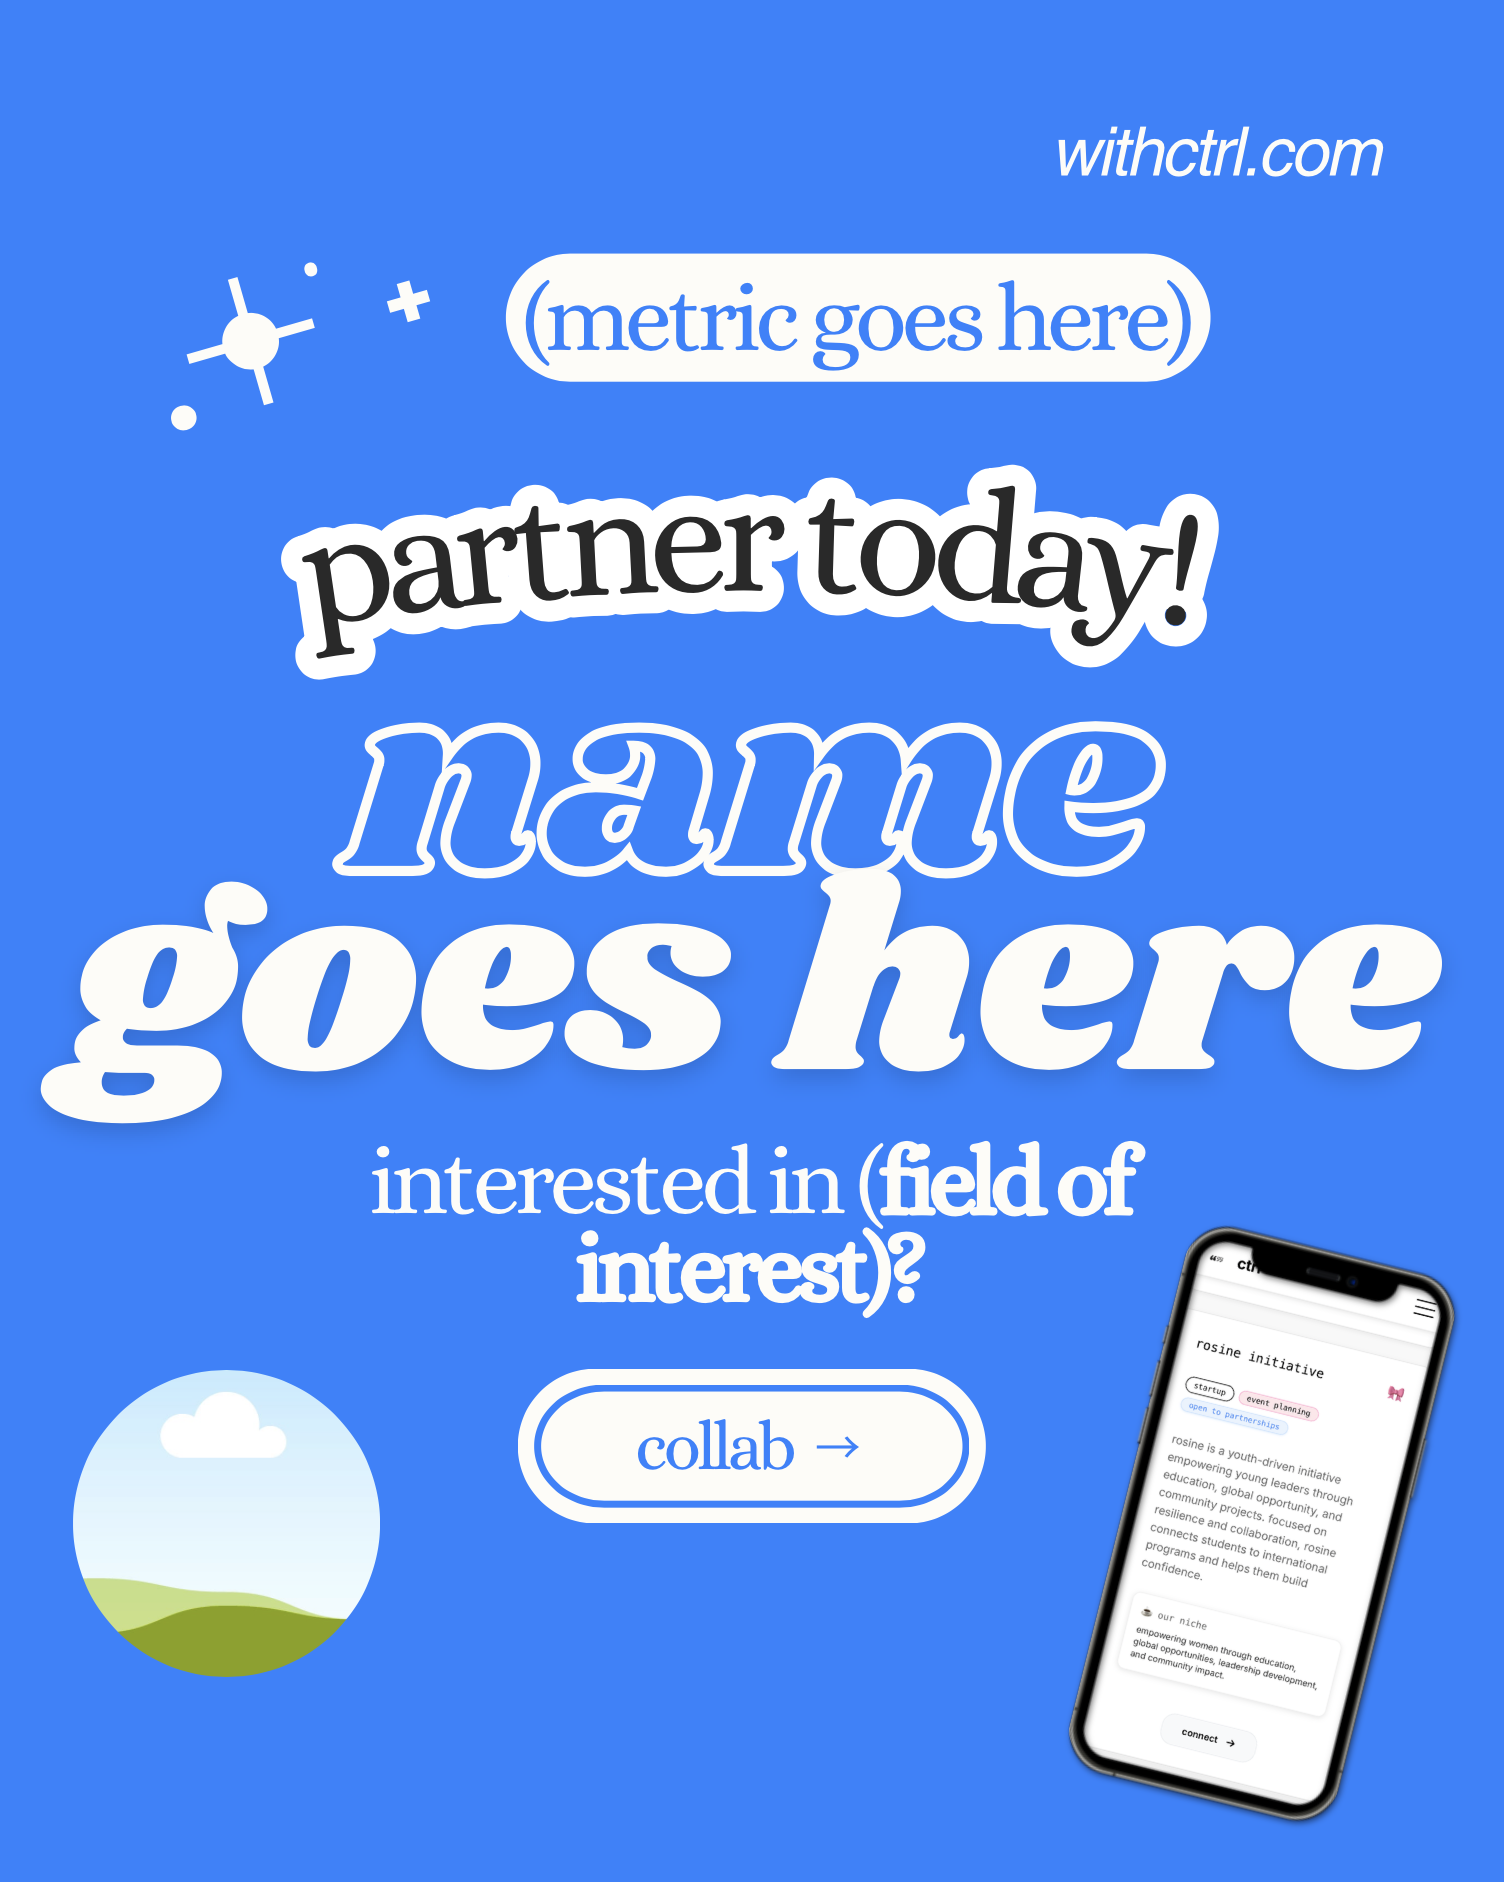 withctrl.com
(metric goes here)
partner today!
name
goes here
interested in (field of
interest)?
collab →
rosine initiative
startup event planning
open to partnerships
rosine is a youth-driven initiative
empowering young leaders through
education, global opportunity, and
community projects. focused on
resilience and collaboration, rosine
connects students to international
programs and helps them build
confidence.
our niche
empowering women through education,
global opportunities, leadership development,
and community impact.
connect →